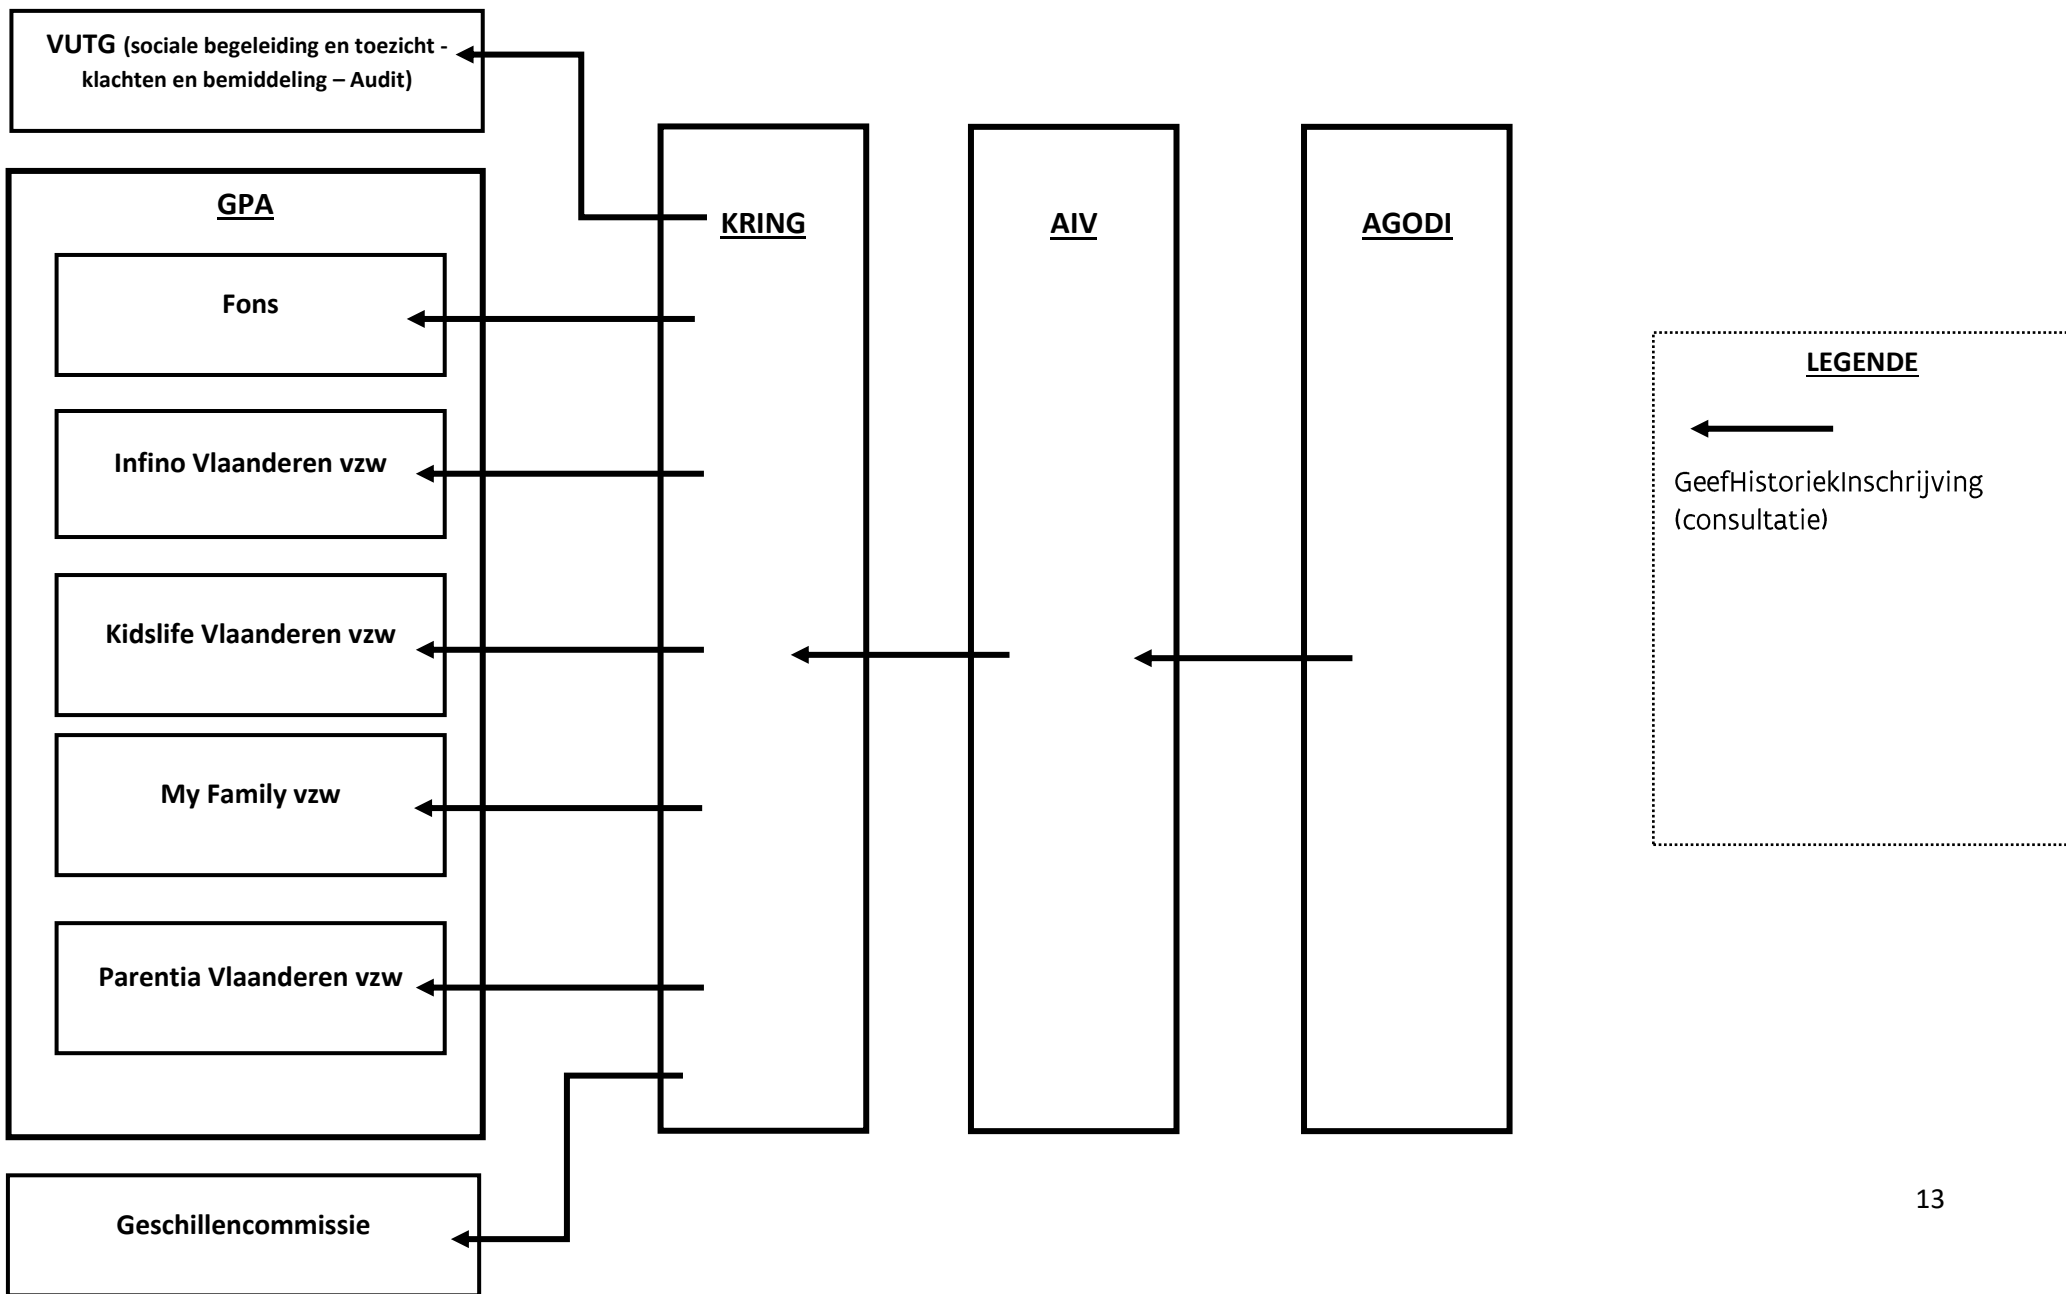 VUTG (sociale begeleiding en toezicht -
klachten en bemiddeling – Audit)
GPA
Fons
Infino Vlaanderen vzw
Kidslife Vlaanderen vzw
My Family vzw
Parentia Vlaanderen vzw
Geschillencommissie
KRING
AIV
AGODI
LEGENDE
GeefHistoriekInschrijving
(consultatie)
13